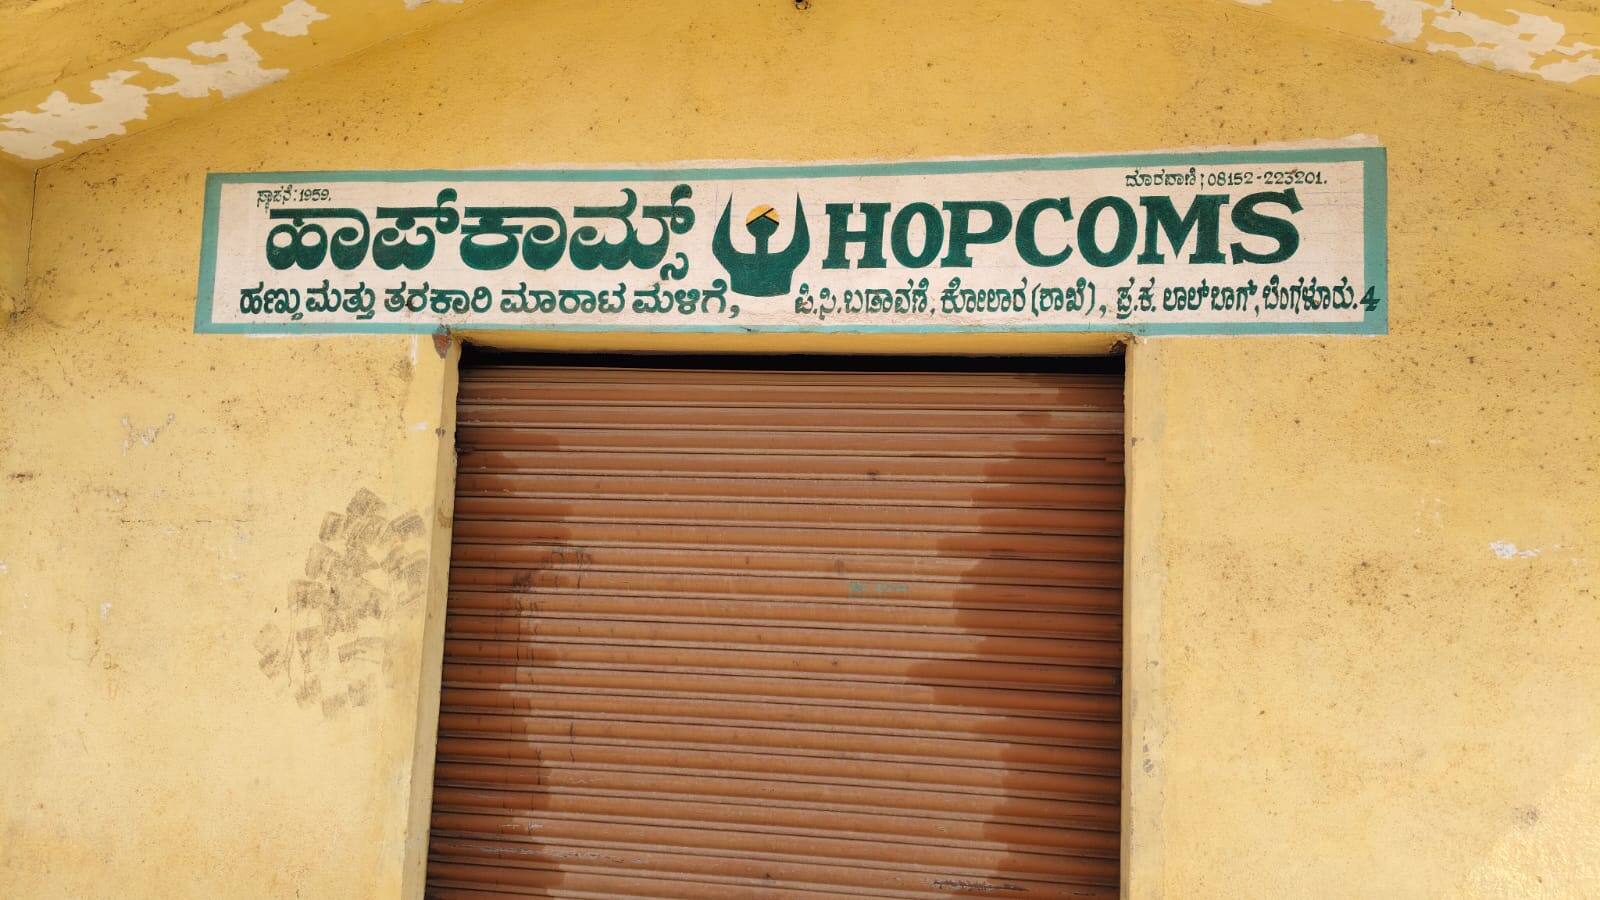 ಸ್ಥಾಪನೆ: 1959. ದೂರವಾಣಿ; 08152-223201.
ಹಾಪ್‌ಕಾಮ್ಸ್ HOPCOMS
ಹಣ್ಣು ಮತ್ತು ತರಕಾರಿ ಮಾರಾಟ ಮಳಿಗೆ, ಪಿ.ಸಿ.ಬಡಾವಣೆ, ಕೋಲಾರ (ಶಾಖೆ), ಪ್ರ.ಕ. ಲಾಲ್‌ಬಾಗ್, ಬೆಂಗಳೂರು. 4